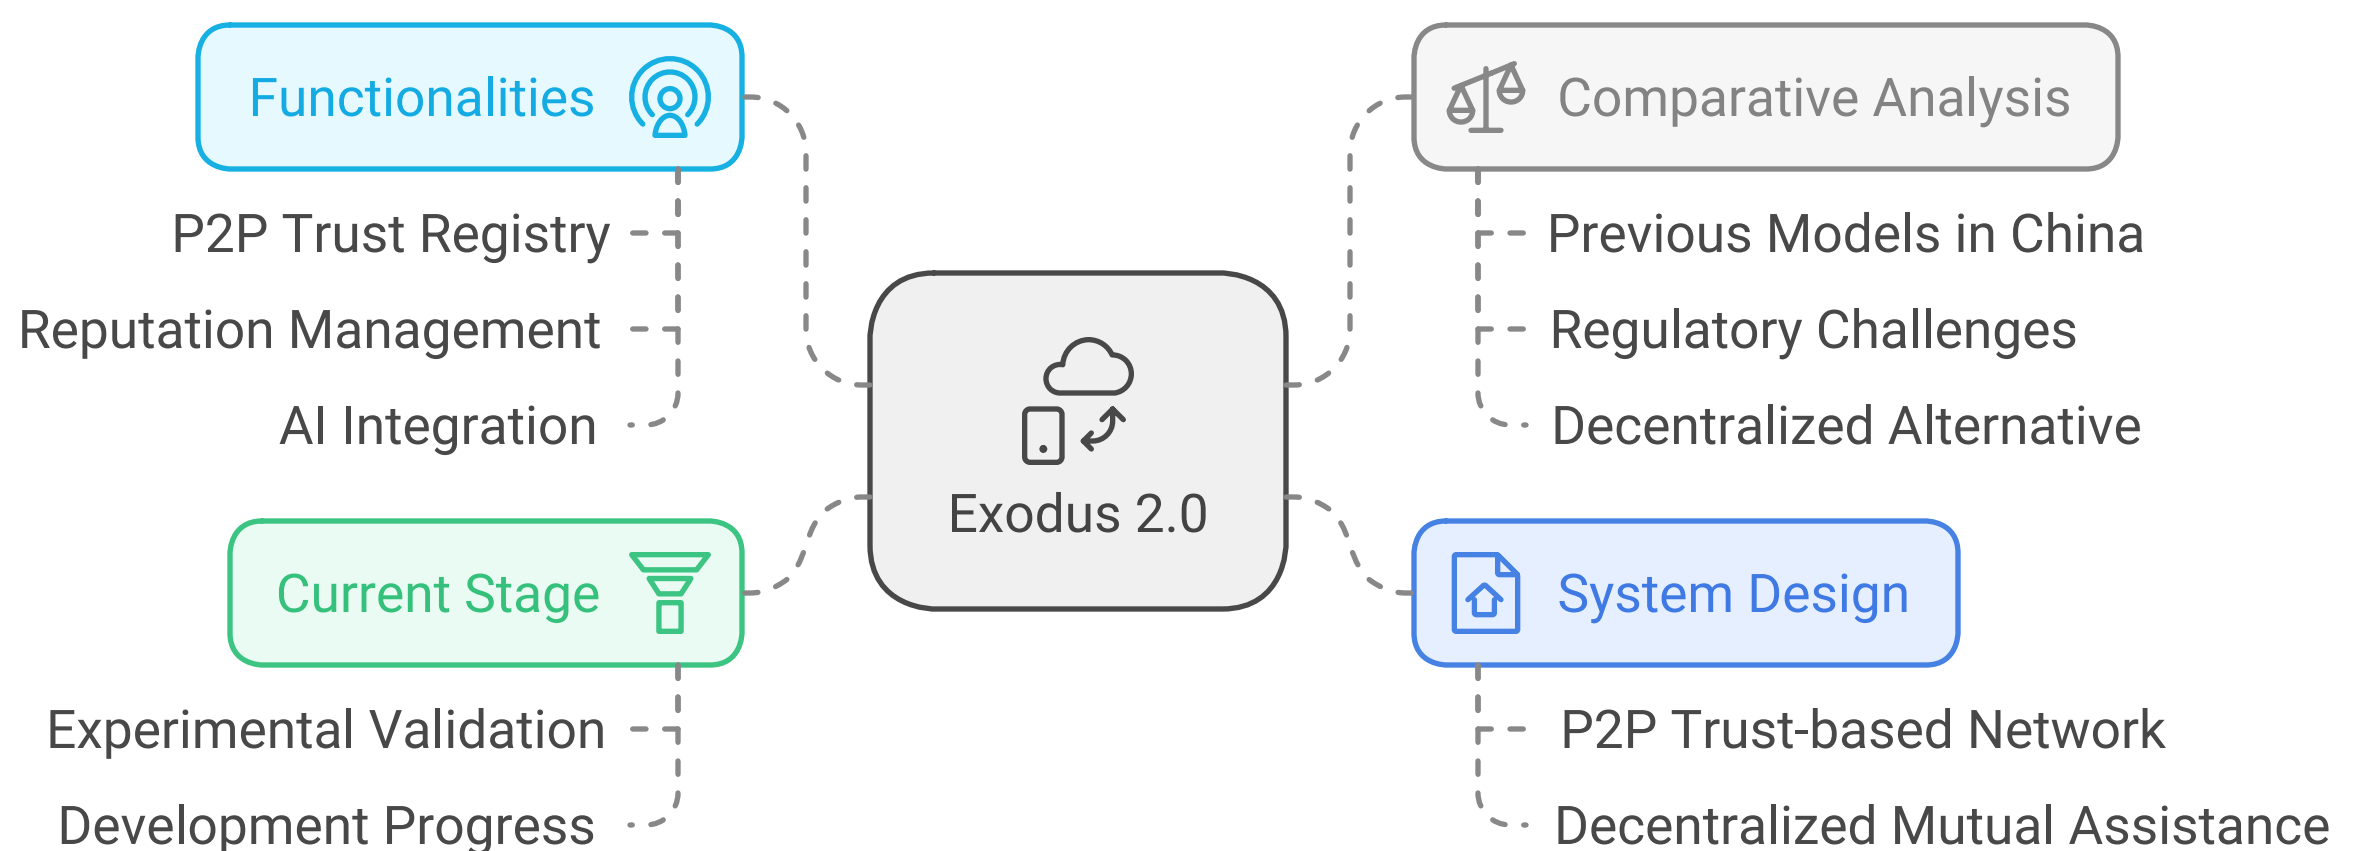 Functionalities
P2P Trust Registry
Reputation Management
AI Integration
Current Stage
Experimental Validation
Development Progress
Exodus 2.0
Comparative Analysis
Previous Models in China
Regulatory Challenges
Decentralized Alternative
System Design
P2P Trust-based Network
Decentralized Mutual Assistance